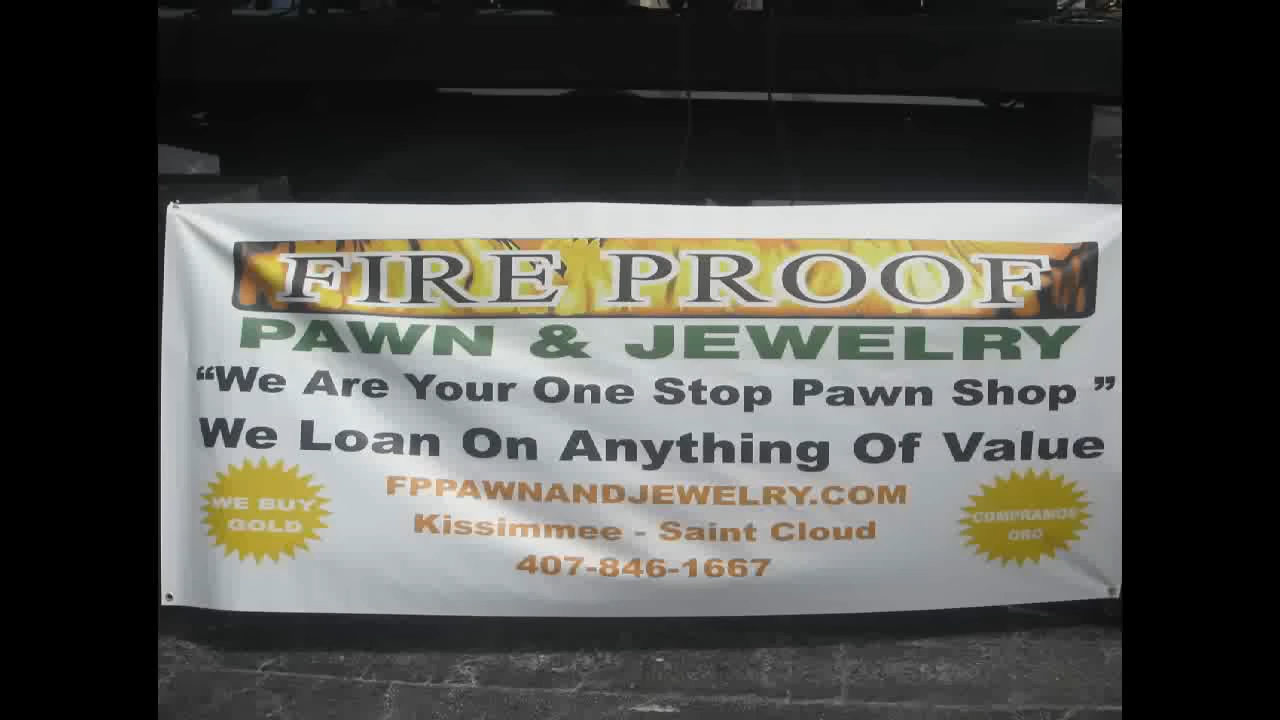 FIRE PROOF
PAWN & JEWELRY
“We Are Your One Stop Pawn Shop ”
We Loan On Anything Of Value
WE BUY
GOLD
FPPAWNANDJEWELRY.COM
Kissimmee - Saint Cloud
407-846-1667
COMPRAMOS
ORO